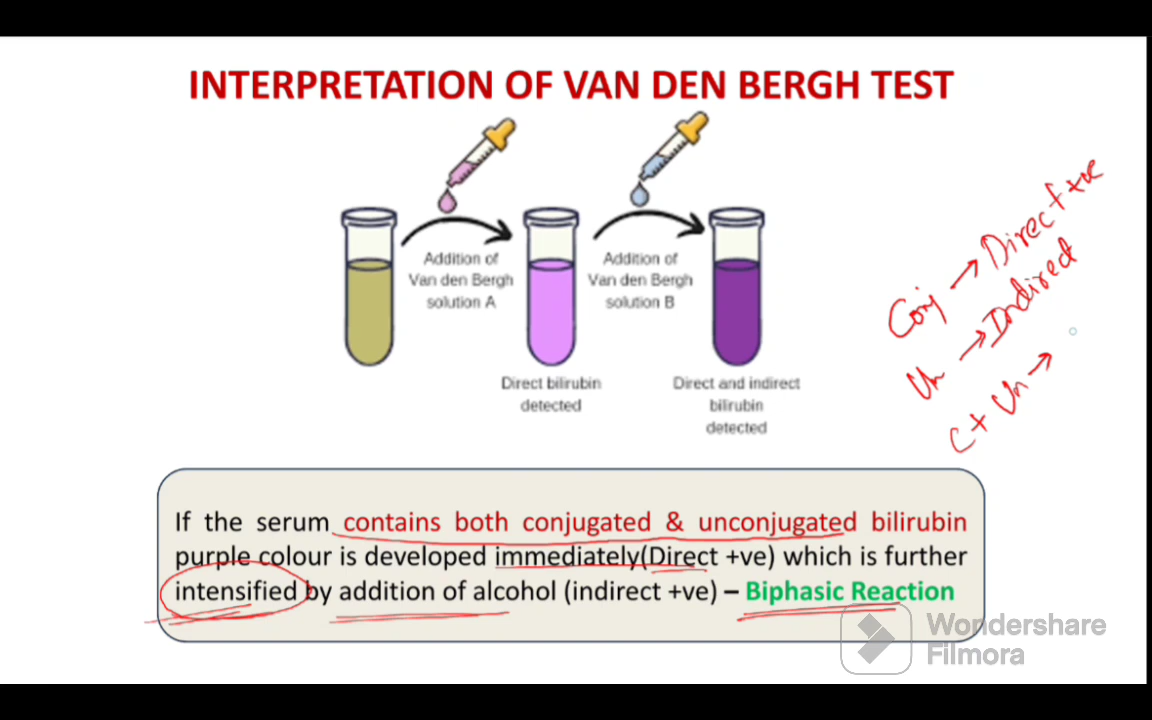 INTERPRETATION OF VAN DEN BERGH TEST
Addition of
Van den Bergh
solution A
Addition of
Van den Bergh
solution B
Direct bilirubin
detected
Direct and indirect
bilirubin
detected
Conj → Direct +ve
Un → Indirect
C + Un →
If the serum contains both conjugated & unconjugated bilirubin
purple colour is developed immediately(Direct +ve) which is further
intensified by addition of alcohol (indirect +ve) – Biphasic Reaction
Wondershare
Filmora